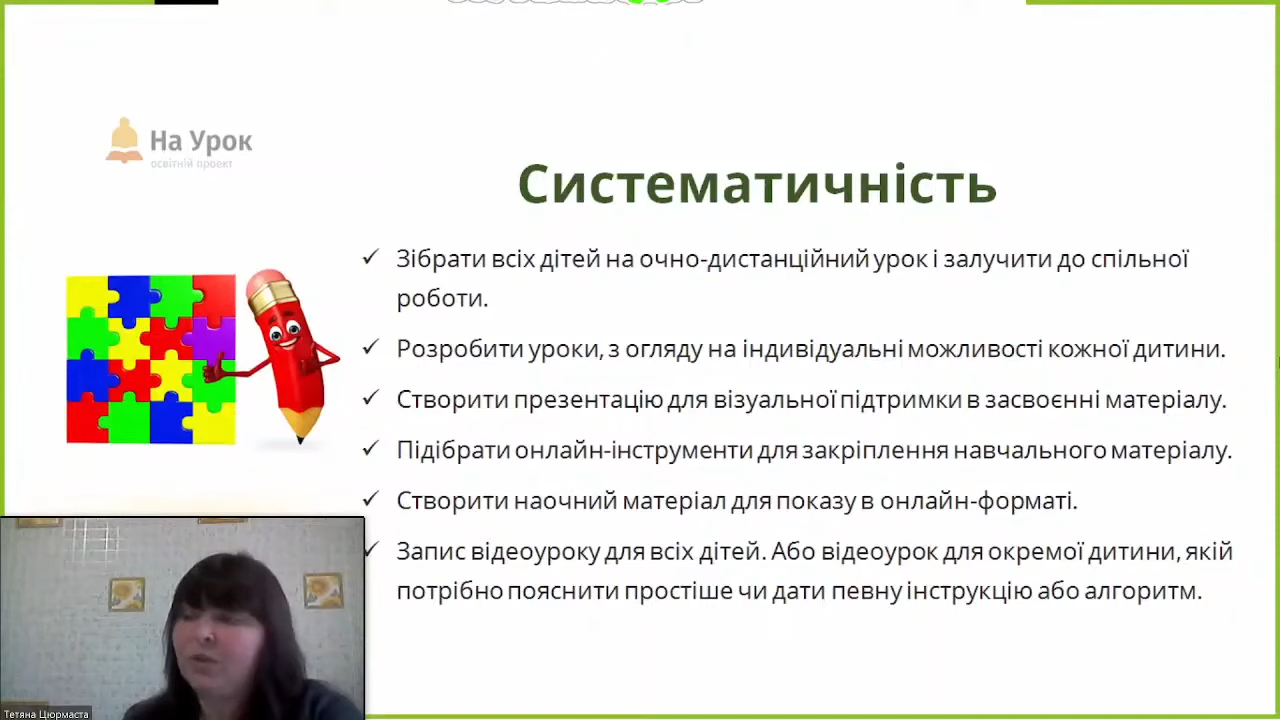 На Урок
освітній проект
Систематичність
✓ Зібрати всіх дітей на очно-дистанційний урок і залучити до спільної
роботи.
✓ Розробити уроки, з огляду на індивідуальні можливості кожної дитини.
✓ Створити презентацію для візуальної підтримки в засвоєнні матеріалу.
✓ Підібрати онлайн-інструменти для закріплення навчального матеріалу.
✓ Створити наочний матеріал для показу в онлайн-форматі.
✓ Запис відеоуроку для всіх дітей. Або відеоурок для окремої дитини, якій
потрібно пояснити простіше чи дати певну інструкцію або алгоритм.
Тетяна Цюрмаста